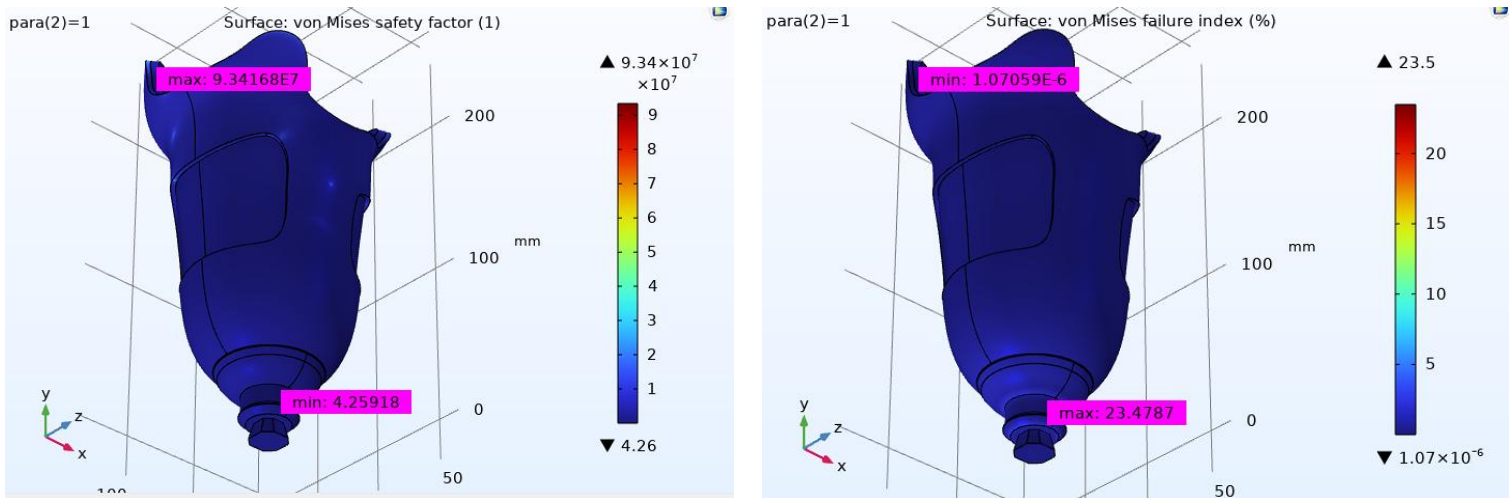 para(2)=1
Surface: von Mises safety factor (1)
max: 9.34168E7
▲ 9.34×10⁷
×10⁷
9
8
7
6
5
4
3
2
1
▼ 4.26
200
mm
100
min: 4.25918
0
50
y
z
x
para(2)=1
Surface: von Mises failure index (%)
min: 1.07059E-6
▲ 23.5
20
15
10
5
▼ 1.07×10⁻⁶
200
mm
100
max: 23.4787
0
50
y
z
x